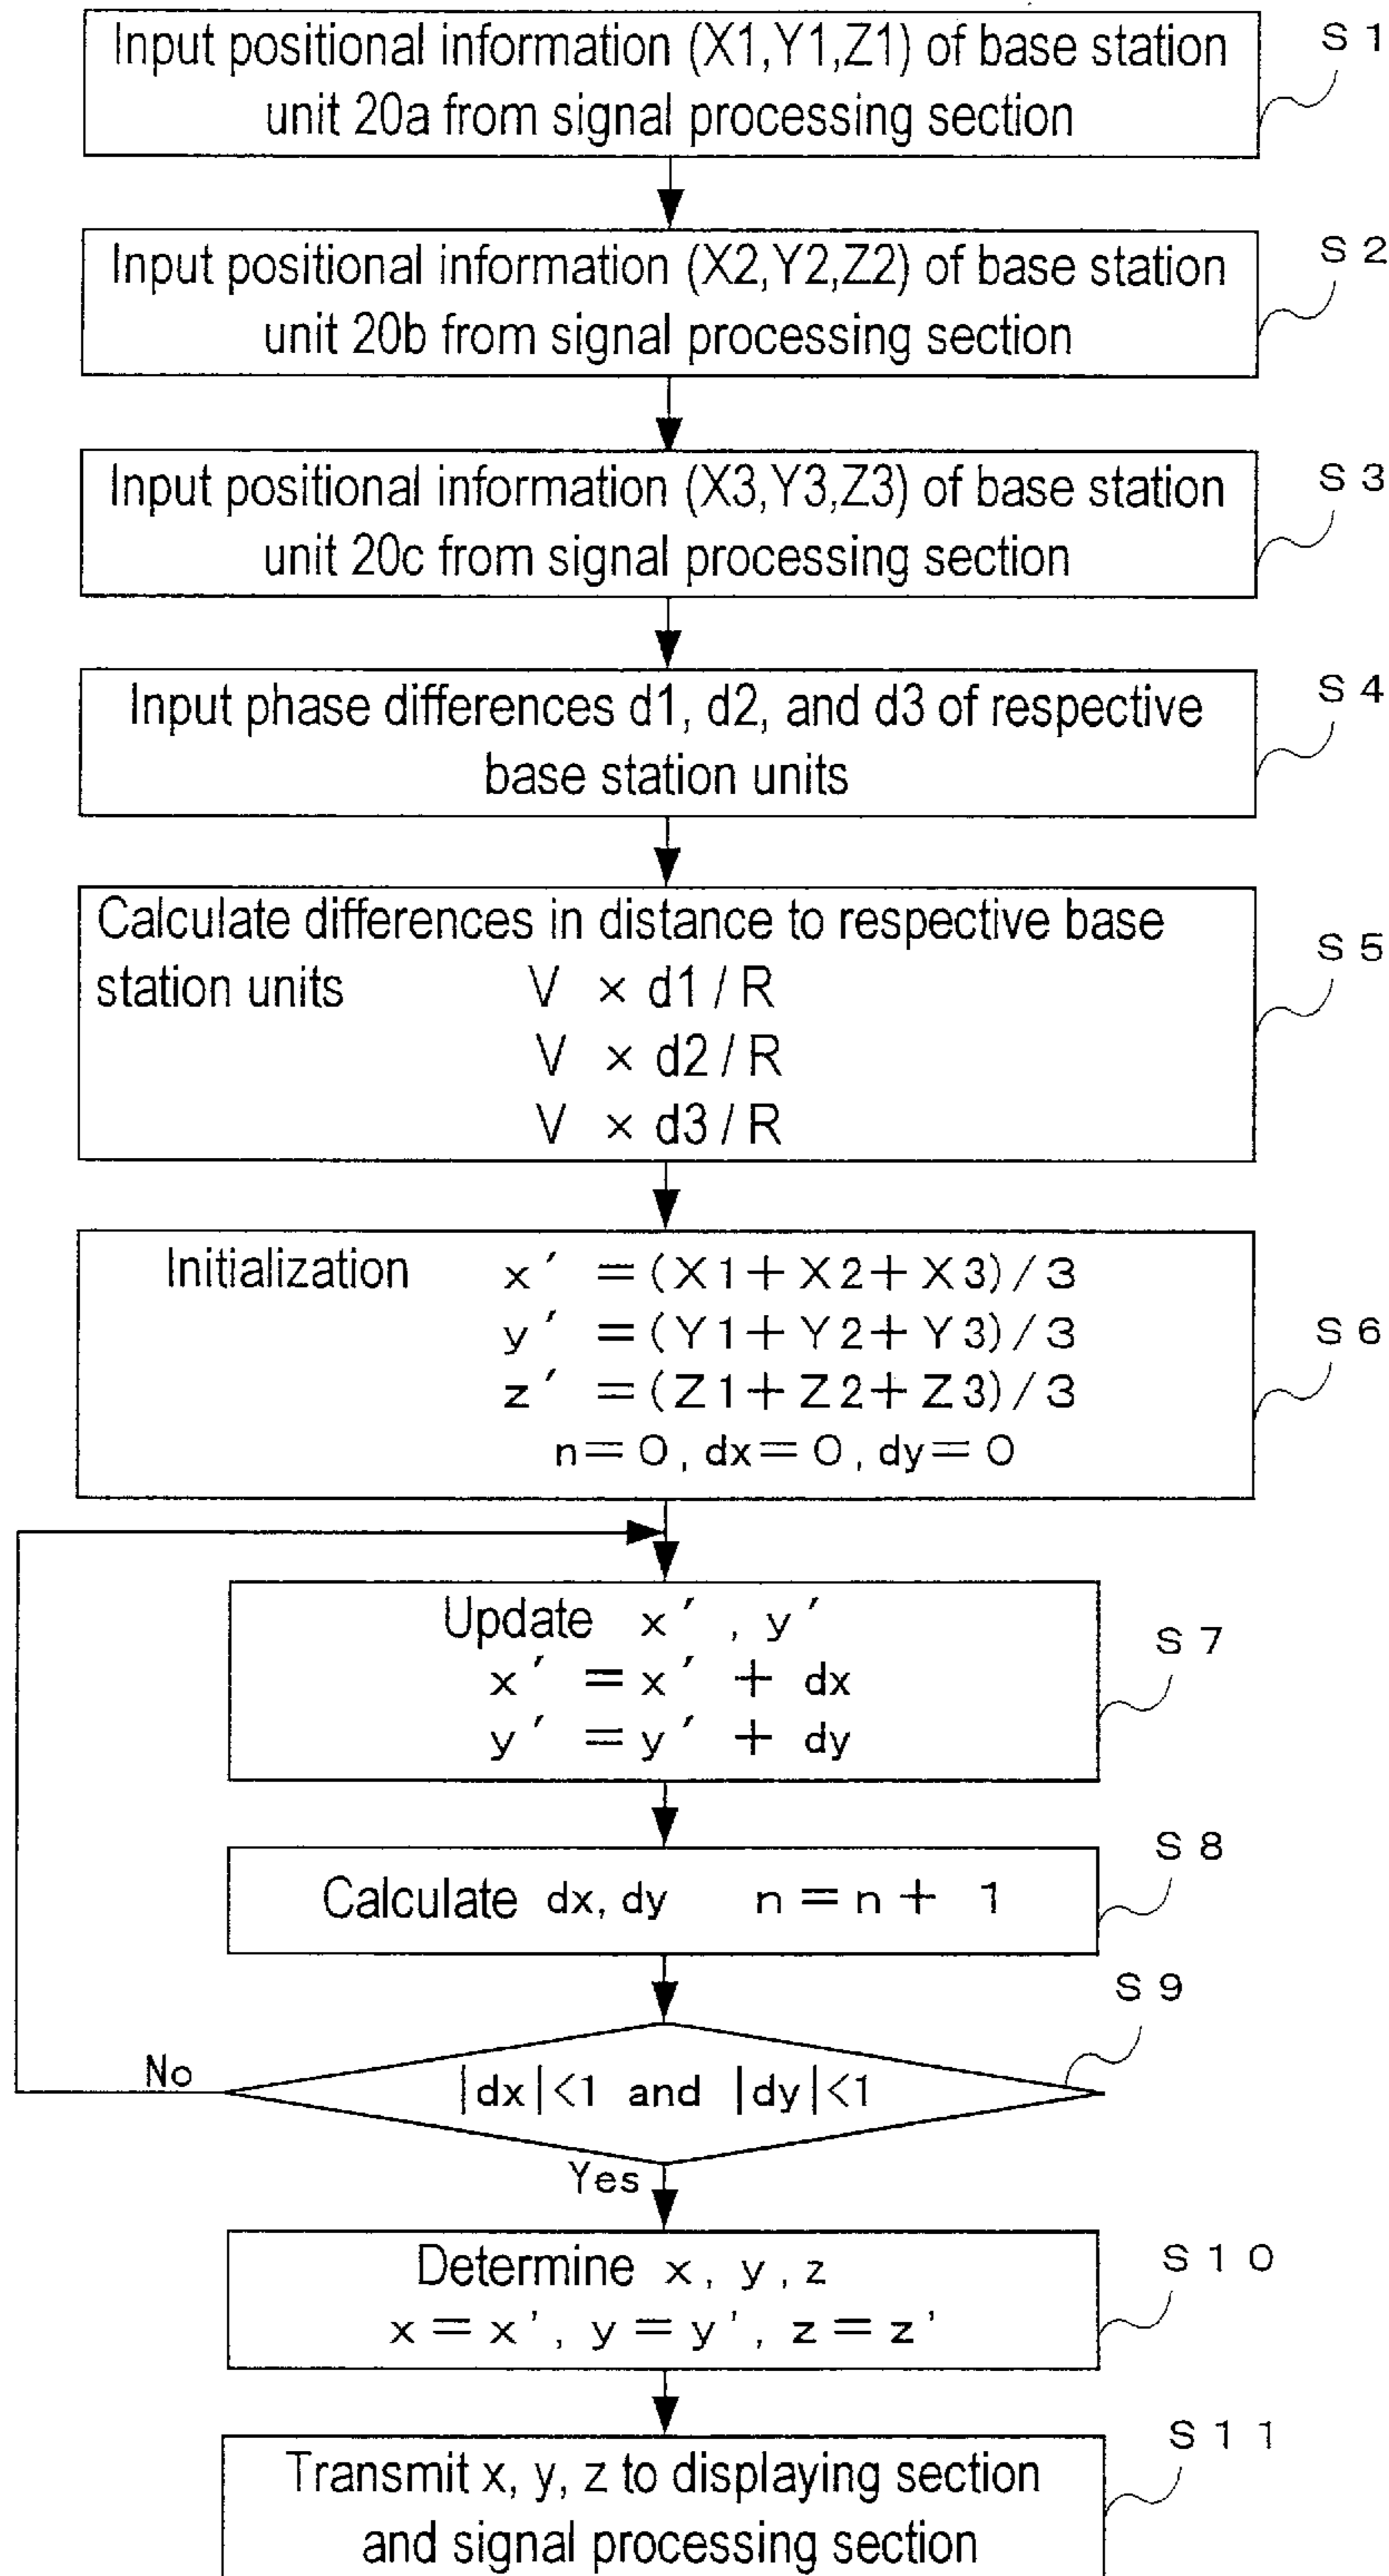 Input positional information (X1,Y1,Z1) of base station
unit 20a from signal processing section
S1
Input positional information (X2,Y2,Z2) of base station
unit 20b from signal processing section
S2
Input positional information (X3,Y3,Z3) of base station
unit 20c from signal processing section
S3
Input phase differences d1, d2, and d3 of respective
base station units
S4
Calculate differences in distance to respective base
station units V × d1/R
V × d2/R
V × d3/R
S5
Initialization x′ =(X1+X2+X3)/3
y′ =(Y1+Y2+Y3)/3
z′ =(Z1+Z2+Z3)/3
n=0, dx=0, dy=0
S6
Update x′, y′
x′ =x′ + dx
y′ =y′ + dy
S7
Calculate dx, dy n=n+ 1
S8
|dx|<1 and |dy|<1
S9
No
Yes
Determine x, y, z
x=x', y=y', z=z'
S10
Transmit x, y, z to displaying section
and signal processing section
S11